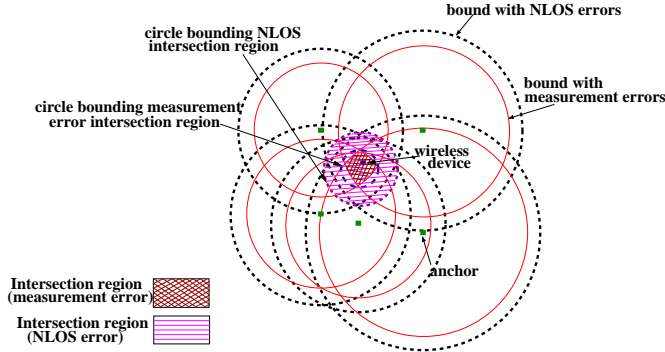 bound with NLOS errors
circle bounding NLOS
intersection region
bound with
measurement errors
circle bounding measurement
error intersection region
wireless
device
anchor
Intersection region
(measurement error)
Intersection region
(NLOS error)